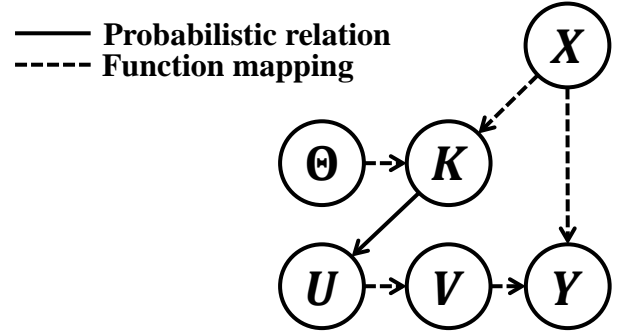 Probabilistic relation
Function mapping
X
Θ K
U V Y